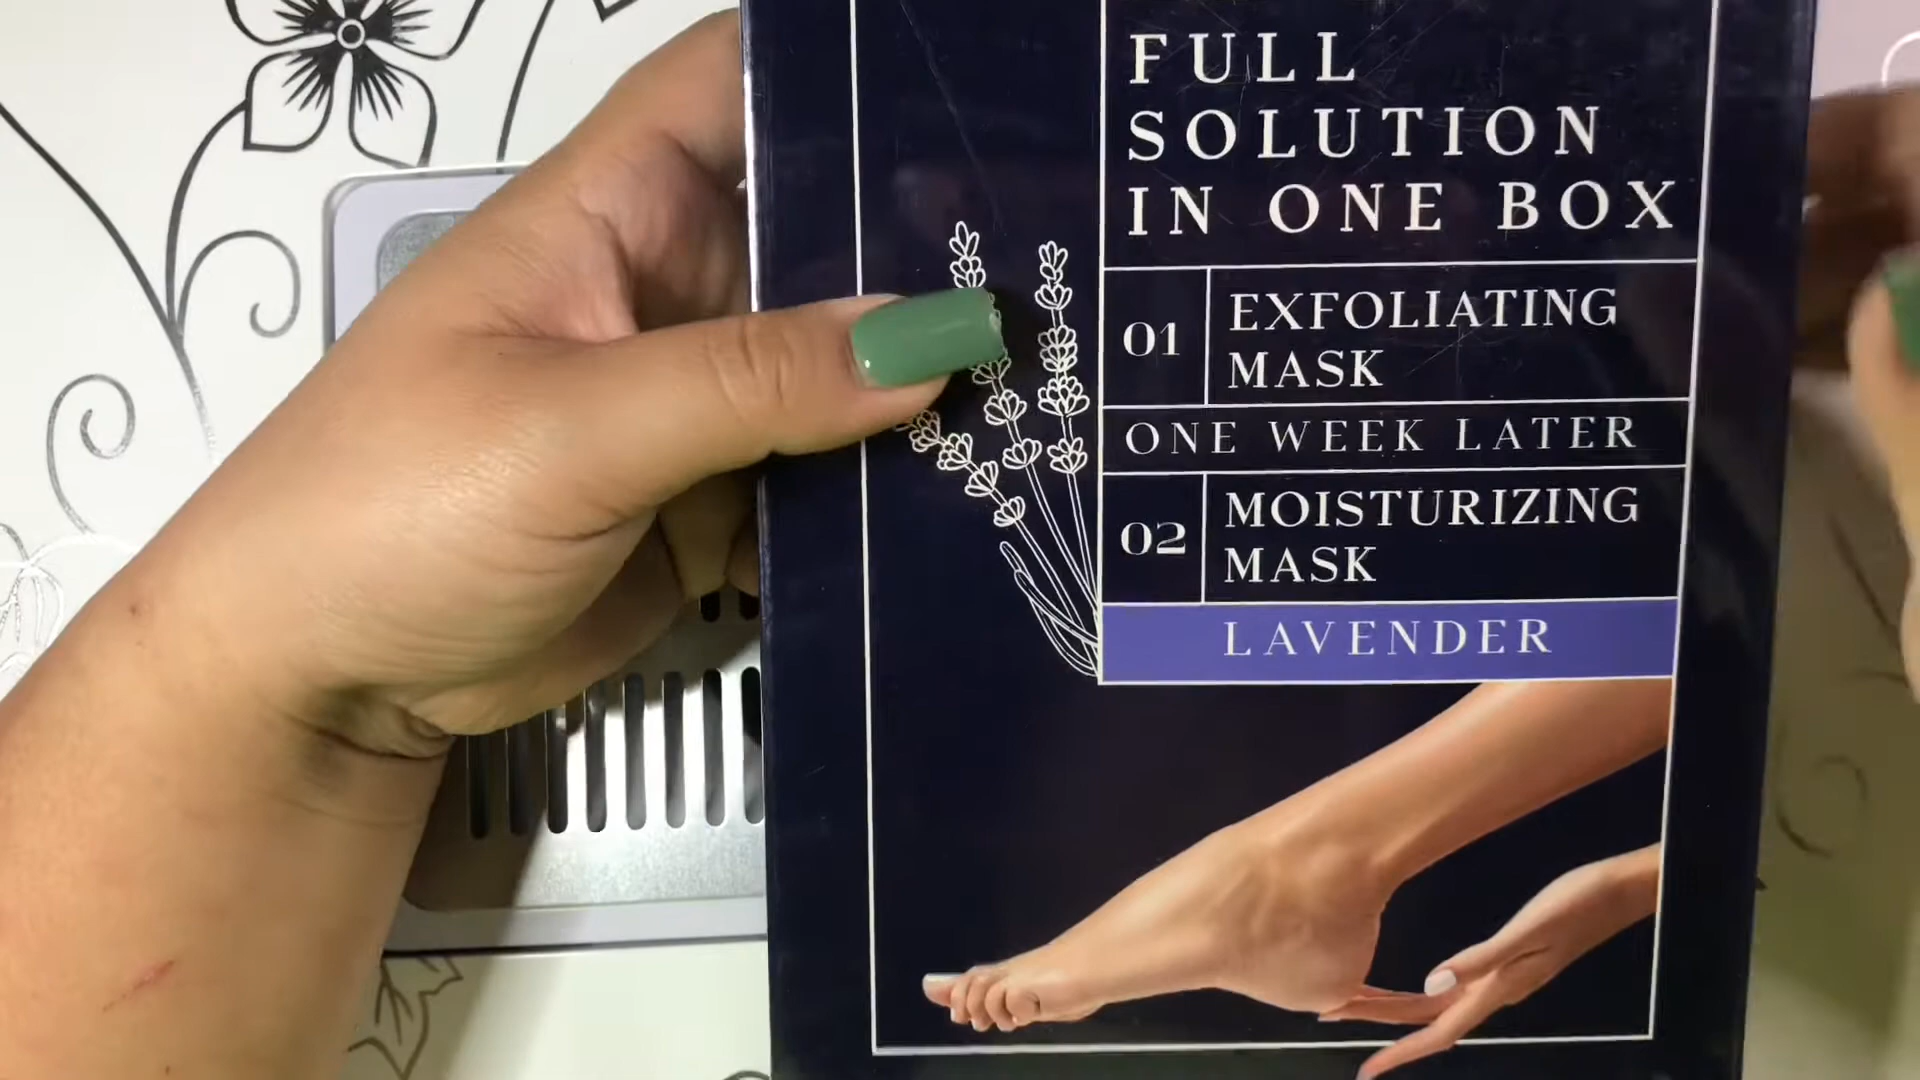 FULL
SOLUTION
IN ONE BOX
01
EXFOLIATING
MASK
ONE WEEK LATER
02
MOISTURIZING
MASK
LAVENDER